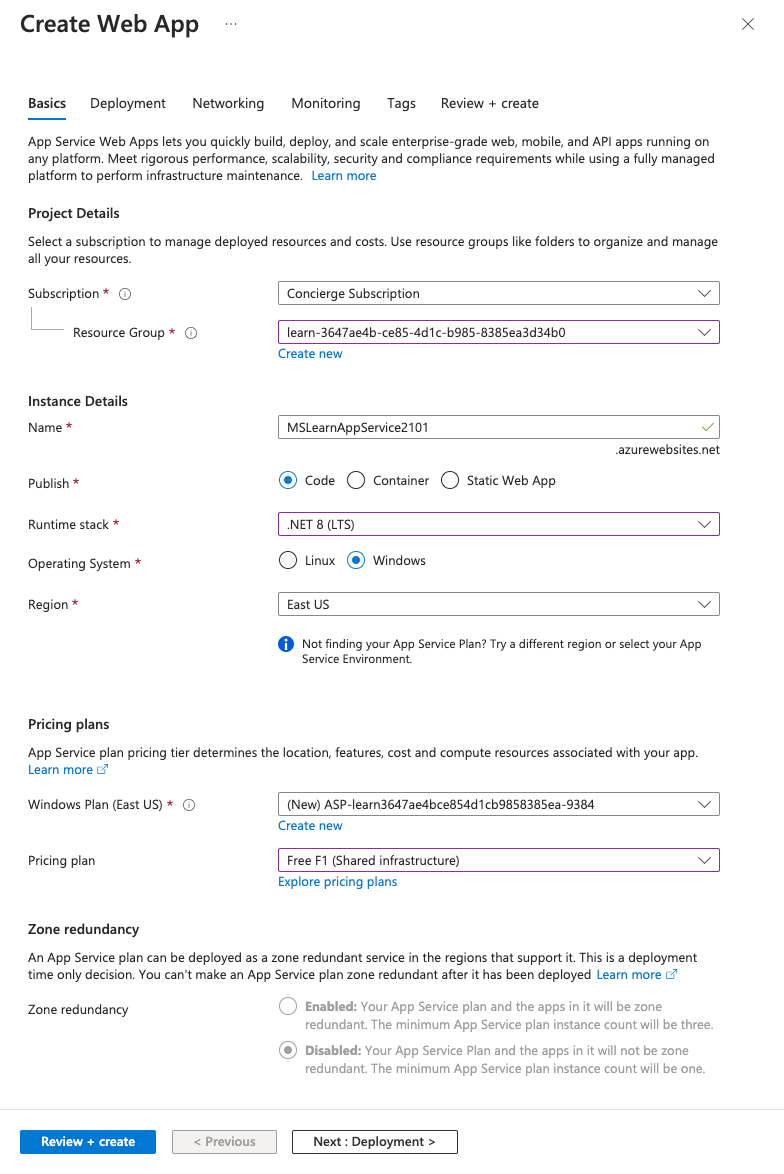 Create Web App ...
Basics Deployment Networking Monitoring Tags Review + create
App Service Web Apps lets you quickly build, deploy, and scale enterprise-grade web, mobile, and API apps running on
any platform. Meet rigorous performance, scalability, security and compliance requirements while using a fully managed
platform to perform infrastructure maintenance. Learn more
Project Details
Select a subscription to manage deployed resources and costs. Use resource groups like folders to organize and manage
all your resources.
Subscription * Concierge Subscription
Resource Group * learn-3647ae4b-ce85-4d1c-b985-8385ea3d34b0
Create new
Instance Details
Name * MSLearnAppService2101
.azurewebsites.net
Publish * Code Container Static Web App
Runtime stack * .NET 8 (LTS)
Operating System * Linux Windows
Region * East US
Not finding your App Service Plan? Try a different region or select your App
Service Environment.
Pricing plans
App Service plan pricing tier determines the location, features, cost and compute resources associated with your app.
Learn more
Windows Plan (East US) * (New) ASP-learn3647ae4bce854d1cb9858385ea-9384
Create new
Pricing plan Free F1 (Shared infrastructure)
Explore pricing plans
Zone redundancy
An App Service plan can be deployed as a zone redundant service in the regions that support it. This is a deployment
time only decision. You can't make an App Service plan zone redundant after it has been deployed Learn more
Zone redundancy Enabled: Your App Service plan and the apps in it will be zone
redundant. The minimum App Service plan instance count will be three.
Disabled: Your App Service Plan and the apps in it will not be zone
redundant. The minimum App Service plan instance count will be one.
Review + create < Previous Next : Deployment >